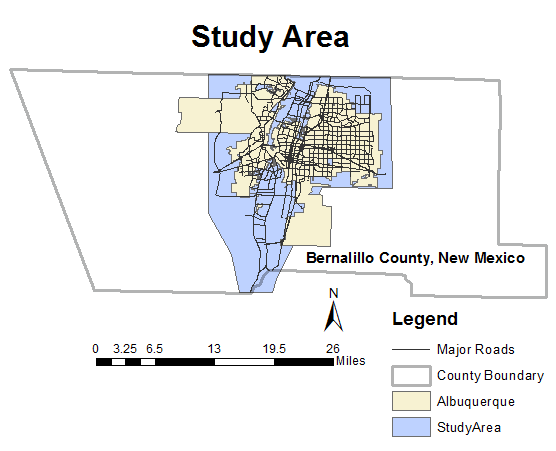 Study Area
Bernalillo County, New Mexico
N
0 3.25 6.5 13 19.5 26
Miles
Legend
Major Roads
County Boundary
Albuquerque
StudyArea